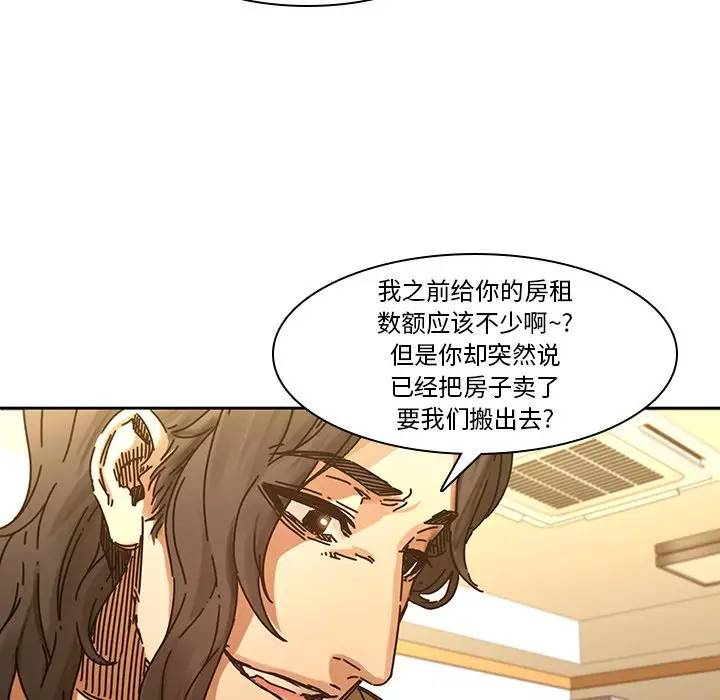 我之前给你的房租
数额应该不少啊~?
但是你却突然说
已经把房子卖了
要我们搬出去?